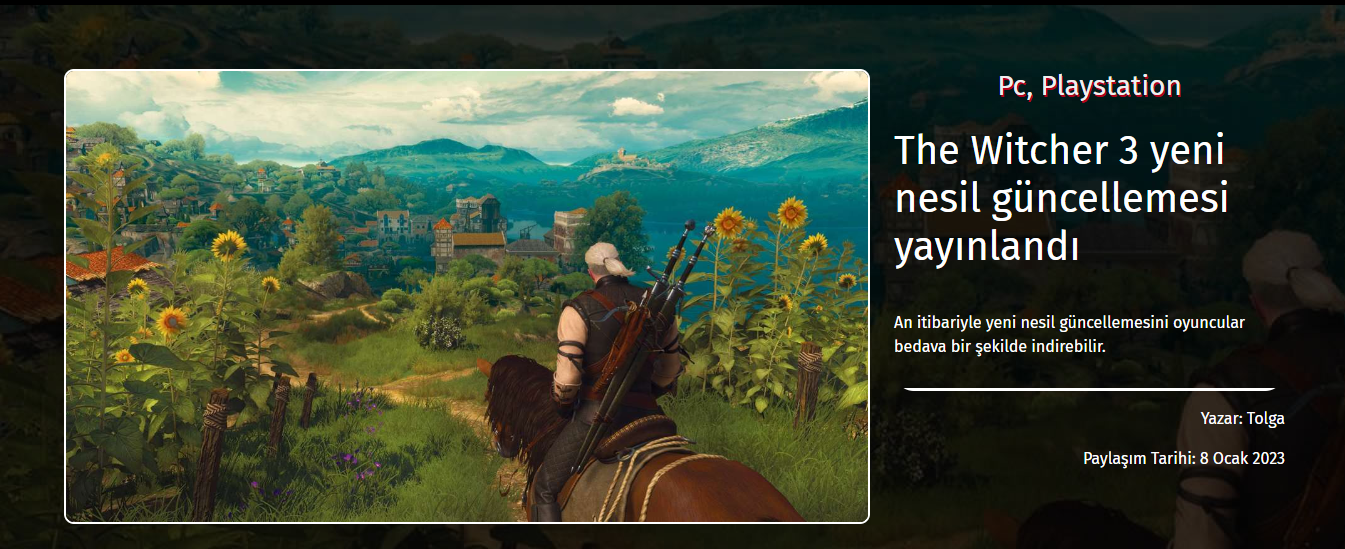 Pc, Playstation
The Witcher 3 yeni
nesil güncellemesi
yayınlandı
An itibariyle yeni nesil güncellemesini oyuncular
bedava bir şekilde indirebilir.
Yazar: Tolga
Paylaşım Tarihi: 8 Ocak 2023